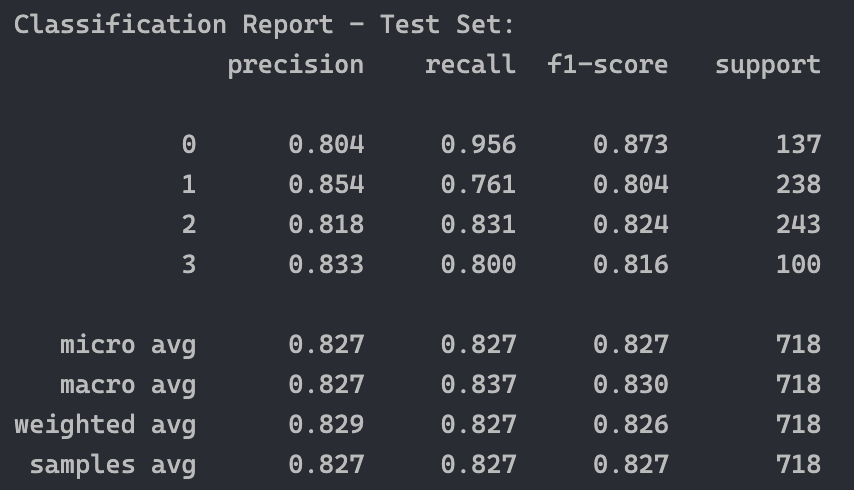 Classification Report - Test Set:
precision recall f1-score support
0 0.804 0.956 0.873 137
1 0.854 0.761 0.804 238
2 0.818 0.831 0.824 243
3 0.833 0.800 0.816 100
micro avg 0.827 0.827 0.827 718
macro avg 0.827 0.837 0.830 718
weighted avg 0.829 0.827 0.826 718
samples avg 0.827 0.827 0.827 718